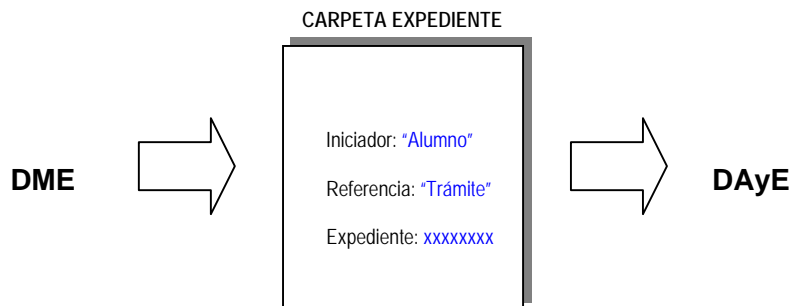 CARPETA EXPEDIENTE
Iniciador: “Alumno”
DME
Referencia: “Trámite”
DAyE
Expediente: xxxxxxxx